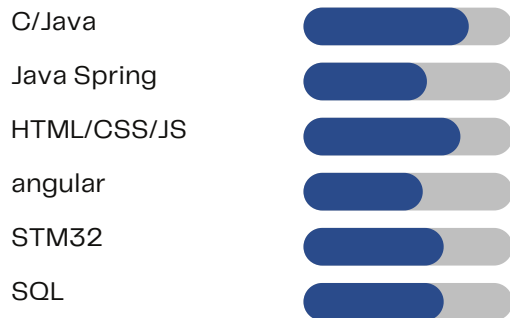 C/Java
Java Spring
HTML/CSS/JS
angular
STM32
SQL